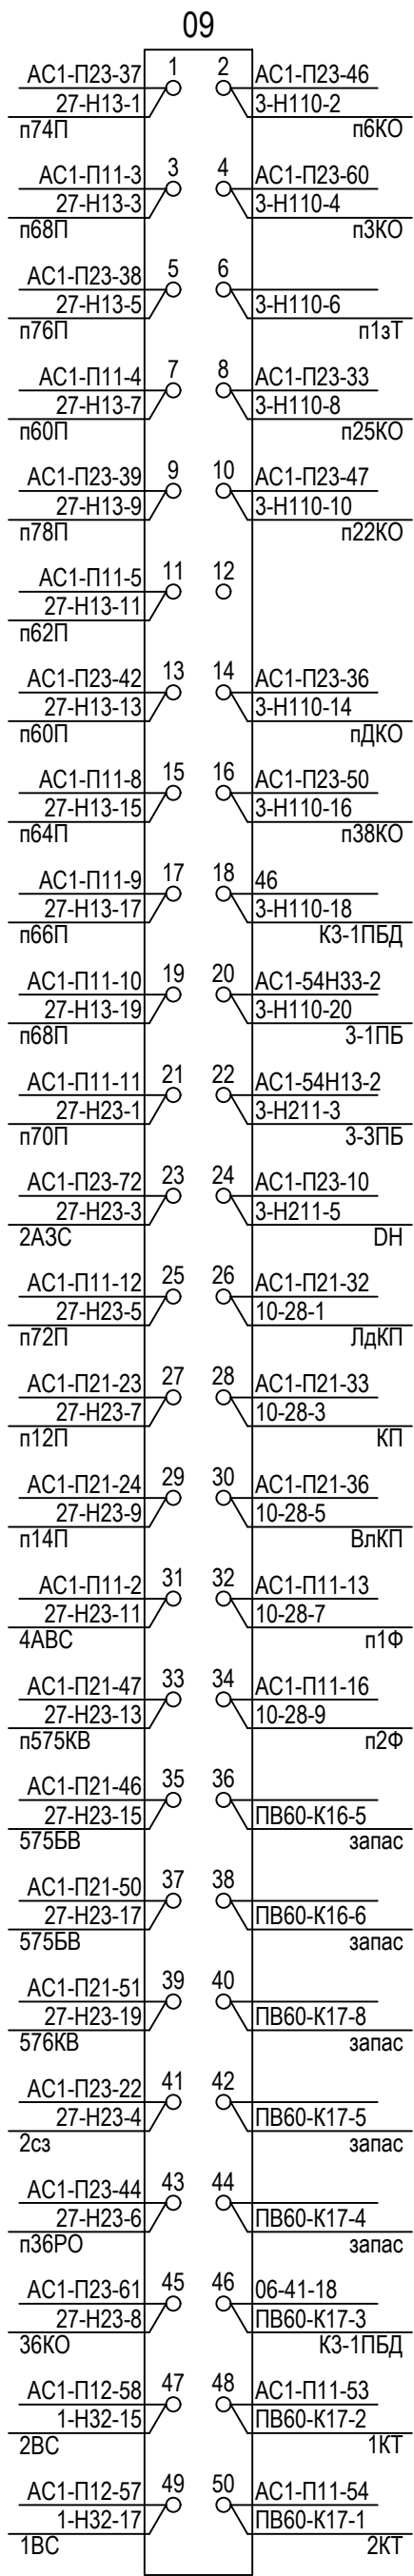 09
АС1-П23-37 1 2 АС1-П23-46
27-Н13-1 3-Н110-2
п74П п6КО
АС1-П11-3 3 4 АС1-П23-60
27-Н13-3 3-Н110-4
п68П п3КО
АС1-П23-38 5 6
27-Н13-5 3-Н110-6
п76П п1зТ
АС1-П11-4 7 8 АС1-П23-33
27-Н13-7 3-Н110-8
п60П п25КО
АС1-П23-39 9 10 АС1-П23-47
27-Н13-9 3-Н110-10
п78П п22КО
АС1-П11-5 11 12
27-Н13-11
п62П
АС1-П23-42 13 14 АС1-П23-36
27-Н13-13 3-Н110-14
п60П пДКО
АС1-П11-8 15 16 АС1-П23-50
27-Н13-15 3-Н110-16
п64П п38КО
АС1-П11-9 17 18 46
27-Н13-17 3-Н110-18
п66П К3-1ПБД
АС1-П11-10 19 20 АС1-54Н33-2
27-Н13-19 3-Н110-20
п68П 3-1ПБ
АС1-П11-11 21 22 АС1-54Н13-2
27-Н23-1 3-Н211-3
п70П 3-3ПБ
АС1-П23-72 23 24 АС1-П23-10
27-Н23-3 3-Н211-5
2АЗС DH
АС1-П11-12 25 26 АС1-П21-32
27-Н23-5 10-28-1
п72П ЛдКП
АС1-П21-23 27 28 АС1-П21-33
27-Н23-7 10-28-3
п12П КП
АС1-П21-24 29 30 АС1-П21-36
27-Н23-9 10-28-5
п14П ВлКП
АС1-П11-2 31 32 АС1-П11-13
27-Н23-11 10-28-7
4АВС п1Ф
АС1-П21-47 33 34 АС1-П11-16
27-Н23-13 10-28-9
п575КВ п2Ф
АС1-П21-46 35 36
27-Н23-15 ПВ60-К16-5
575БВ запас
АС1-П21-50 37 38
27-Н23-17 ПВ60-К16-6
575БВ запас
АС1-П21-51 39 40
27-Н23-19 ПВ60-К17-8
576КВ запас
АС1-П23-22 41 42
27-Н23-4 ПВ60-К17-5
2сз запас
АС1-П23-44 43 44
27-Н23-6 ПВ60-К17-4
п36РО запас
АС1-П23-61 45 46 06-41-18
27-Н23-8 ПВ60-К17-3
36КО К3-1ПБД
АС1-П12-58 47 48 АС1-П11-53
1-Н32-15 ПВ60-К17-2
2ВС 1КТ
АС1-П12-57 49 50 АС1-П11-54
1-Н32-17 ПВ60-К17-1
1ВС 2КТ